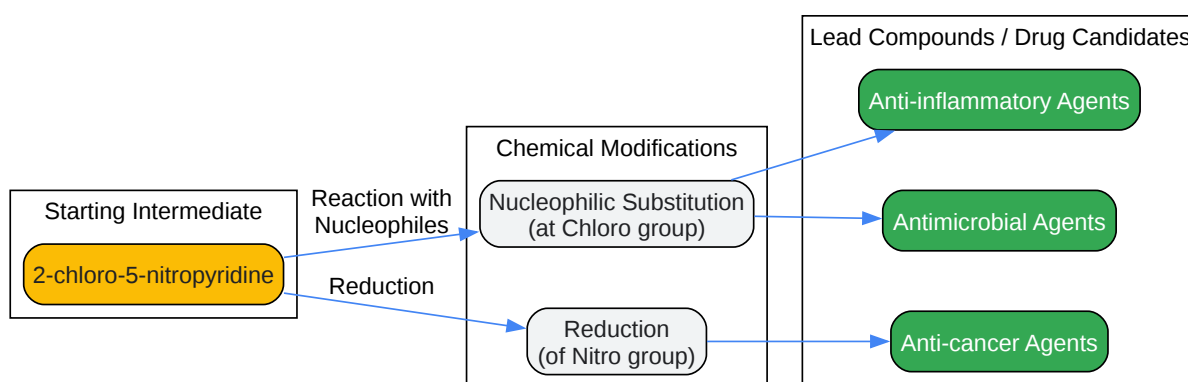 Starting Intermediate
2-chloro-5-nitropyridine
Reaction with
Nucleophiles
Reduction
Chemical Modifications
Nucleophilic Substitution
(at Chloro group)
Reduction
(of Nitro group)
Lead Compounds / Drug Candidates
Anti-inflammatory Agents
Antimicrobial Agents
Anti-cancer Agents